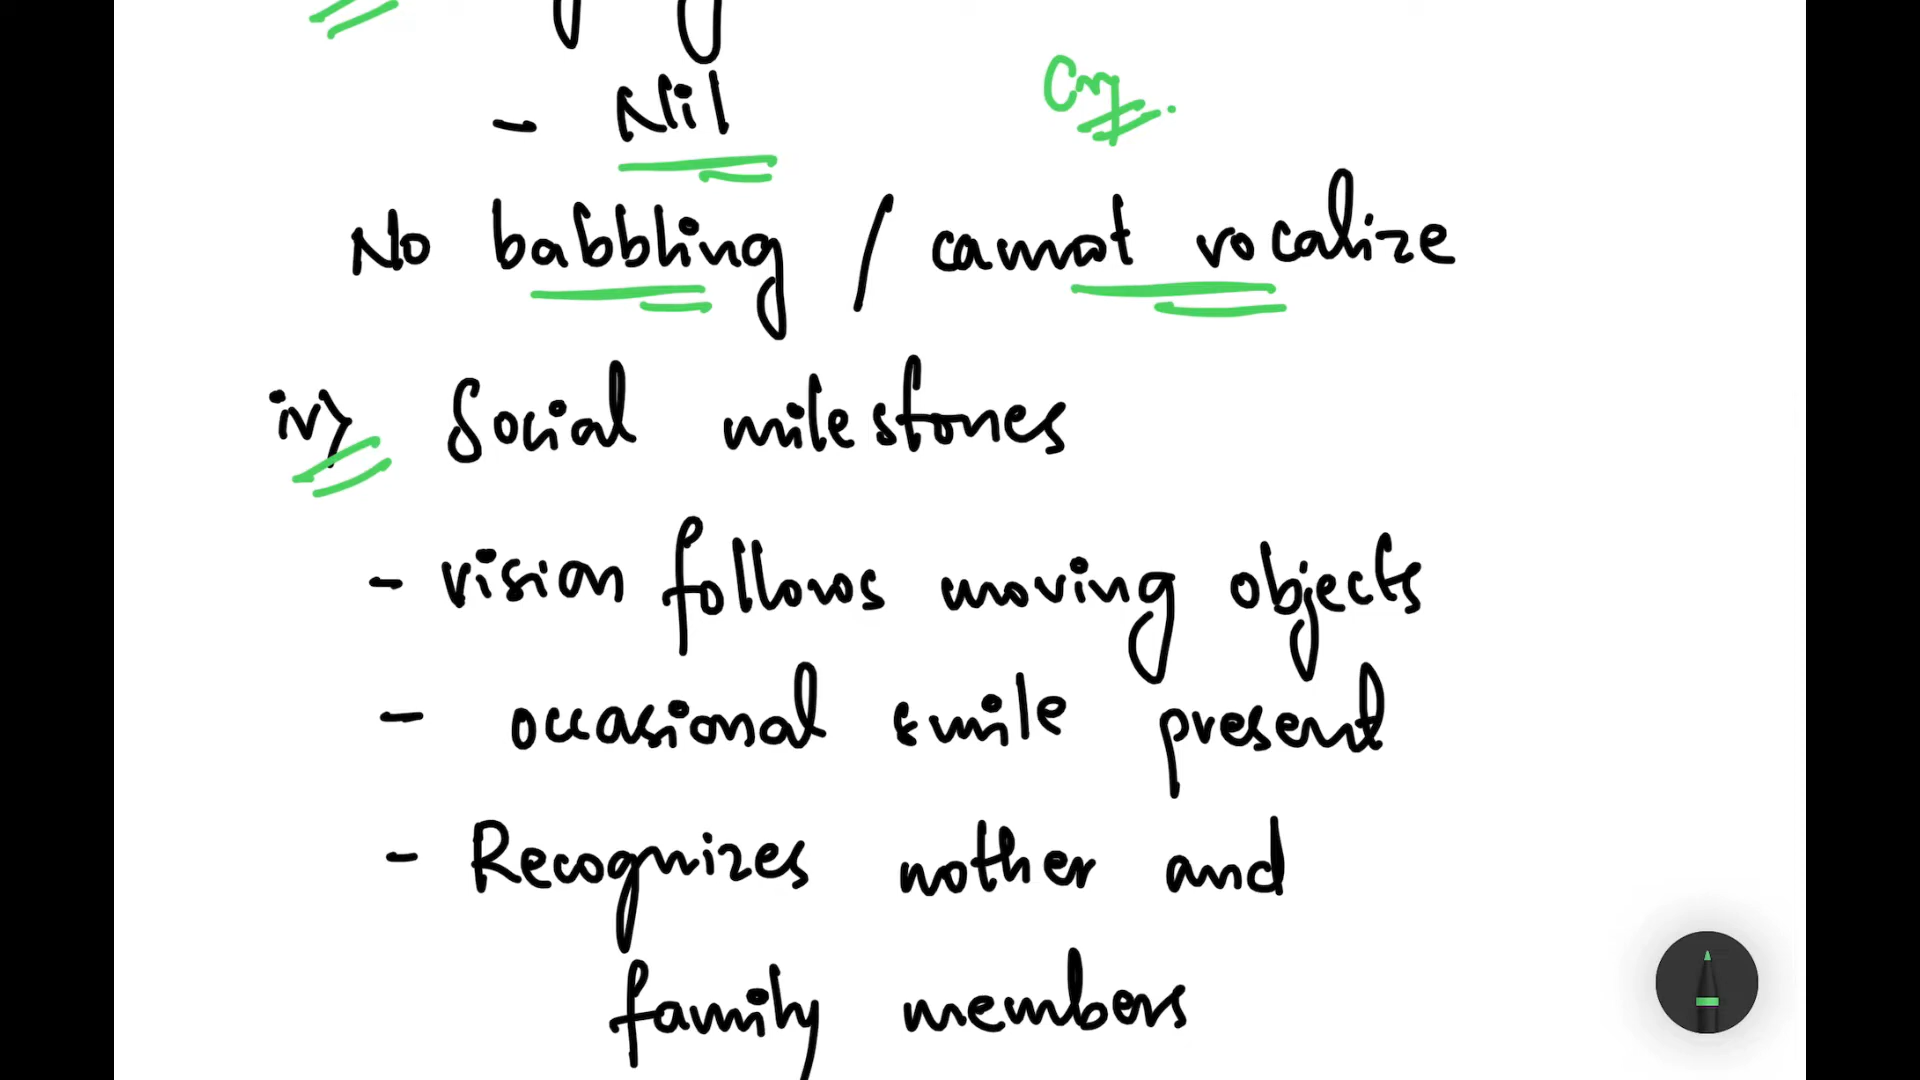 - Nil
Cry.
No babbling / cannot vocalize
iv) Social milestones
- vision follows moving objects
- occasional smile present
- Recognizes mother and
family members